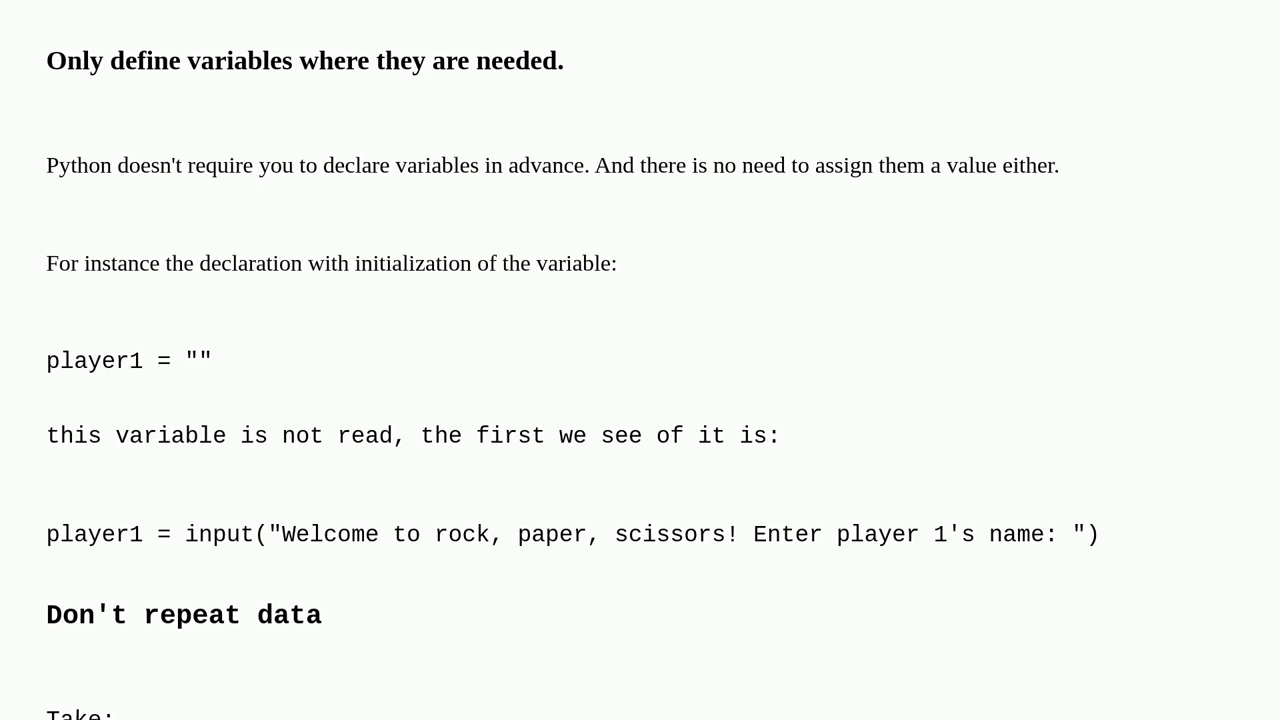 Only define variables where they are needed.
Python doesn't require you to declare variables in advance. And there is no need to assign them a value either.
For instance the declaration with initialization of the variable:
player1 = ""
this variable is not read, the first we see of it is:
player1 = input("Welcome to rock, paper, scissors! Enter player 1's name: ")
Don't repeat data
Take: